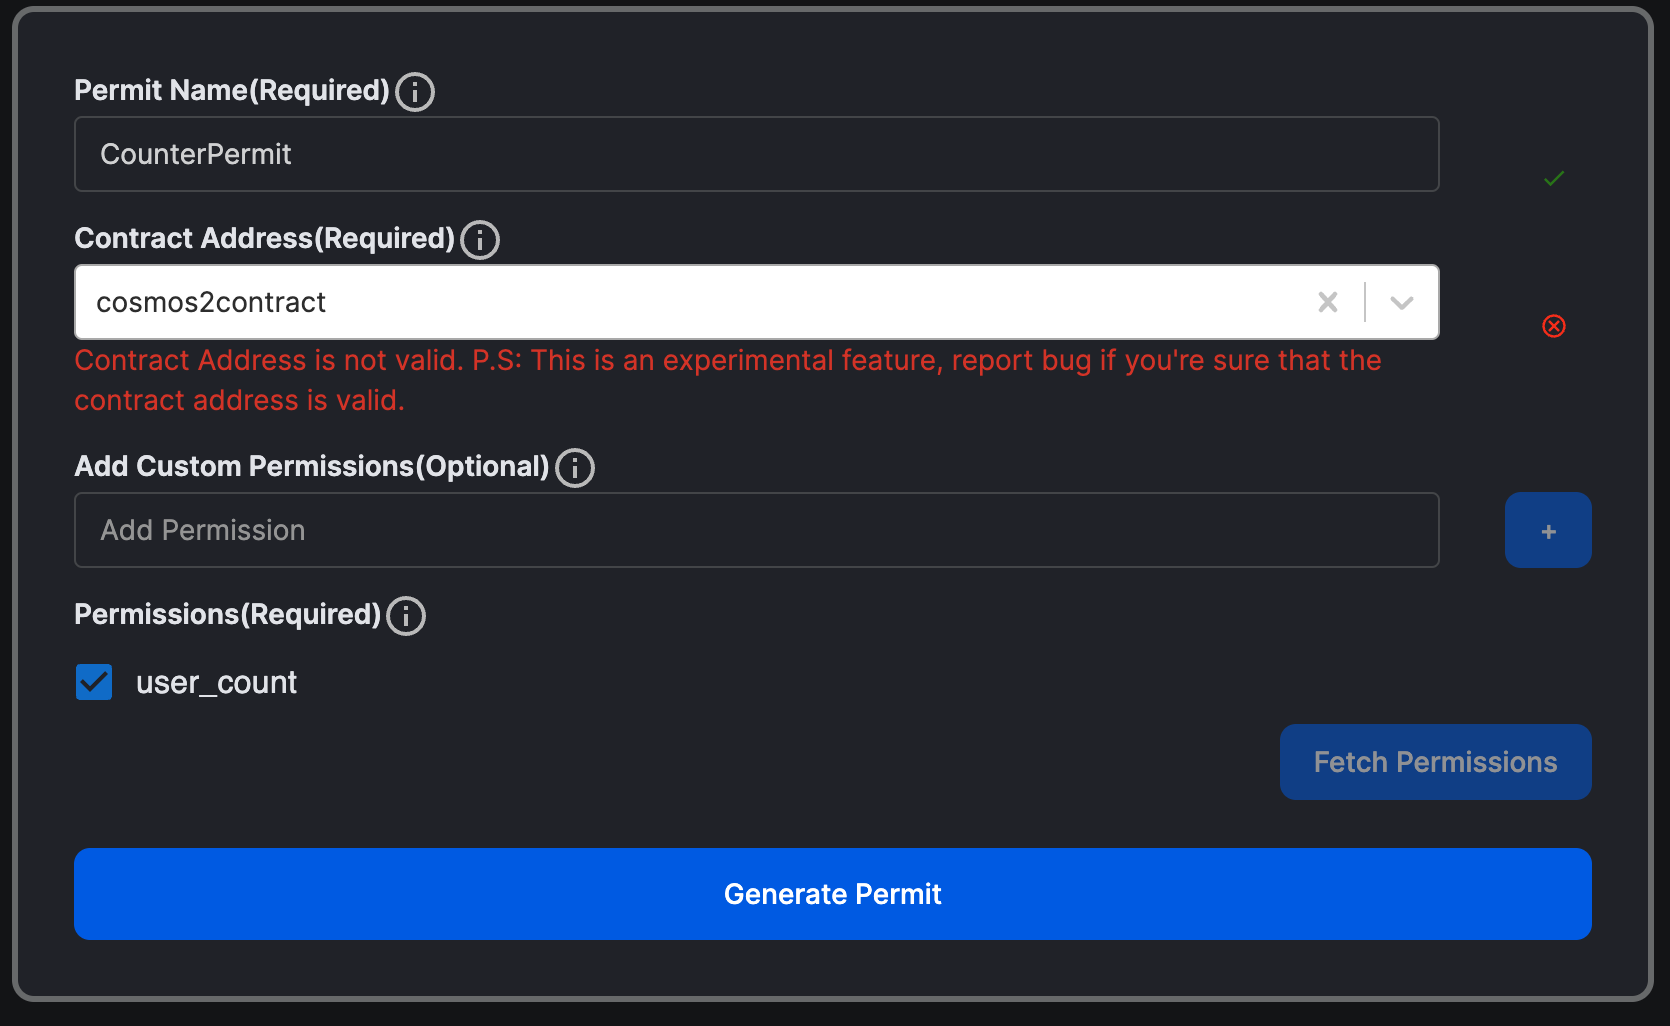 Permit Name(Required)
CounterPermit
Contract Address(Required)
cosmos2contract
Contract Address is not valid. P.S: This is an experimental feature, report bug if you're sure that the
contract address is valid.
Add Custom Permissions(Optional)
Add Permission
+
Permissions(Required)
user_count
Fetch Permissions
Generate Permit